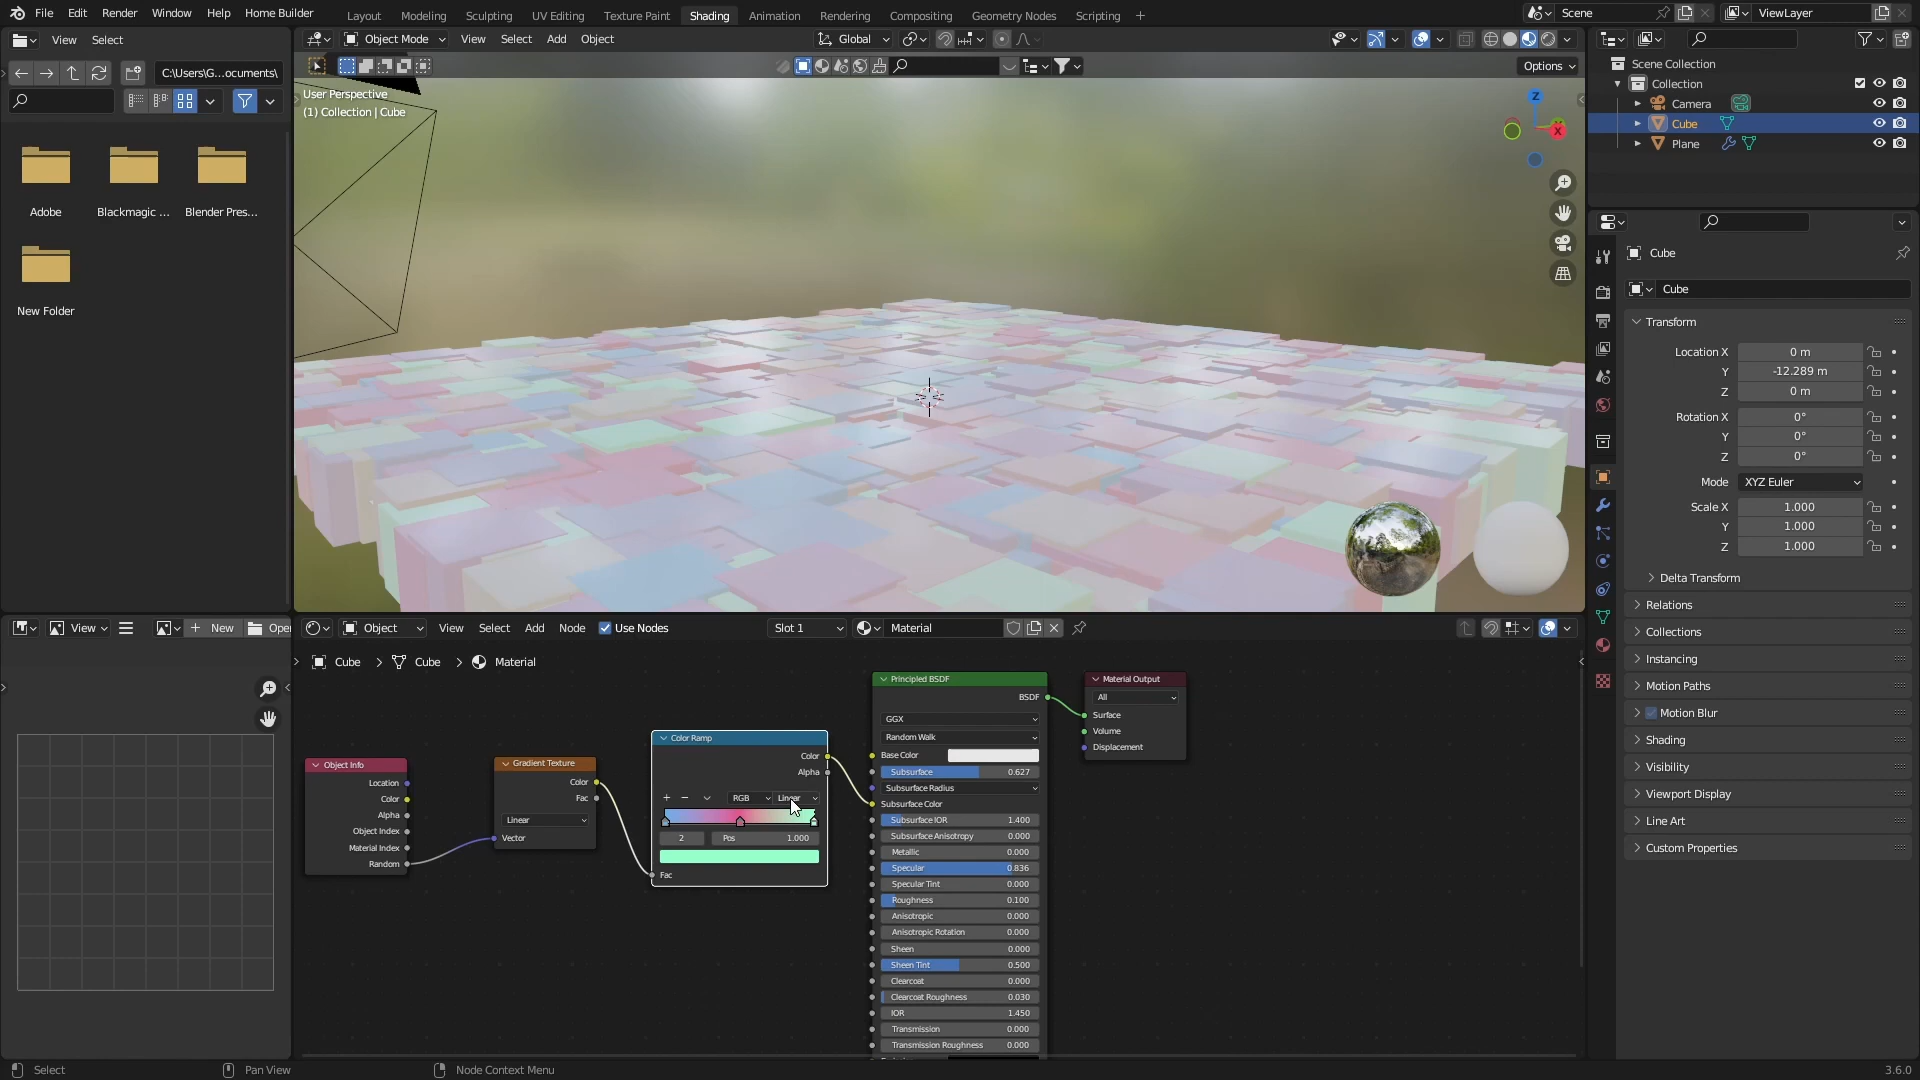 File Edit Render Window Help Home Builder Layout Modeling Sculpting UV Editing Texture Paint Shading Animation Rendering Compositing Geometry Nodes Scripting + Scene ViewLayer
View Select
C:\Users\G...ocuments\
Adobe Blackmagic ... Blender Pres...
New Folder
Object Mode View Select Add Object Global
Options
User Perspective
(1) Collection | Cube
Z
X
Scene Collection
Collection
Camera
Cube
Plane
Cube
Cube
Transform
Location X 0 m
Y -12.289 m
Z 0 m
Rotation X 0°
Y 0°
Z 0°
Mode XYZ Euler
Scale X 1.000
Y 1.000
Z 1.000
Delta Transform
Relations
Collections
Instancing
Motion Paths
Motion Blur
Shading
Visibility
Viewport Display
Line Art
Custom Properties
View + New Open
Object View Select Add Node Use Nodes Slot 1 Material
Cube > Cube > Material
Object Info
Location
Color
Alpha
Object Index
Material Index
Random
Gradient Texture
Color
Fac
Linear
Vector
Color Ramp
Color
Alpha
+ − RGB Linear
2 Pos 1.000
Fac
Principled BSDF
BSDF
GGX
Random Walk
Base Color
Subsurface 0.627
Subsurface Radius
Subsurface Color
Subsurface IOR 1.400
Subsurface Anisotropy 0.000
Metallic 0.000
Specular 0.836
Specular Tint 0.000
Roughness 0.100
Anisotropic 0.000
Anisotropic Rotation 0.000
Sheen 0.000
Sheen Tint 0.500
Clearcoat 0.000
Clearcoat Roughness 0.030
IOR 1.450
Transmission 0.000
Transmission Roughness 0.000
Material Output
All
Surface
Volume
Displacement
Select Pan View Node Context Menu 3.6.0